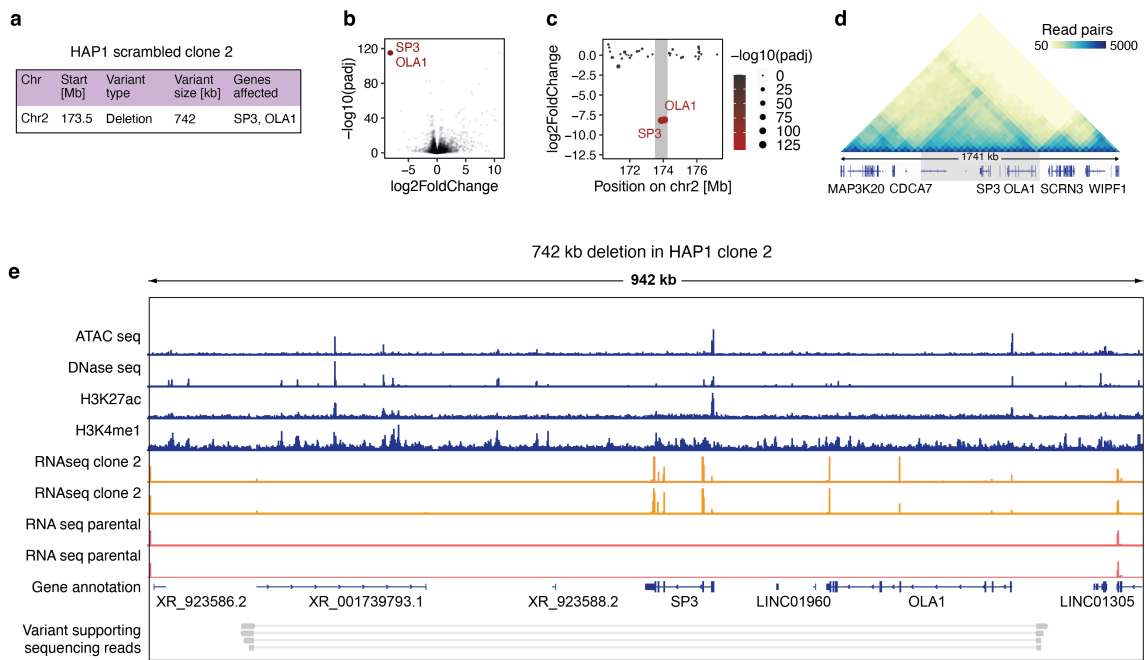 a
HAP1 scrambled clone 2
Chr Start [Mb] Variant type Variant size [kb] Genes affected
Chr2 173.5 Deletion 742 SP3, OLA1
b
SP3
OLA1
−log10(padj)
120
80
40
0
−5 0 5 10
log2FoldChange
c
log2FoldChange
0.0
−2.5
−5.0
−7.5
−10.0
−12.5
OLA1
SP3
172 174 176
Position on chr2 [Mb]
−log10(padj)
0
25
50
75
100
125
d
Read pairs
50 5000
1741 kb
MAP3K20 CDCA7 SP3 OLA1 SCRN3 WIPF1
e
742 kb deletion in HAP1 clone 2
942 kb
ATAC seq
DNase seq
H3K27ac
H3K4me1
RNAseq clone 2
RNAseq clone 2
RNA seq parental
RNA seq parental
Gene annotation
XR_923586.2 XR_001739793.1 XR_923588.2 SP3 LINC01960 OLA1 LINC01305
Variant supporting
sequencing reads